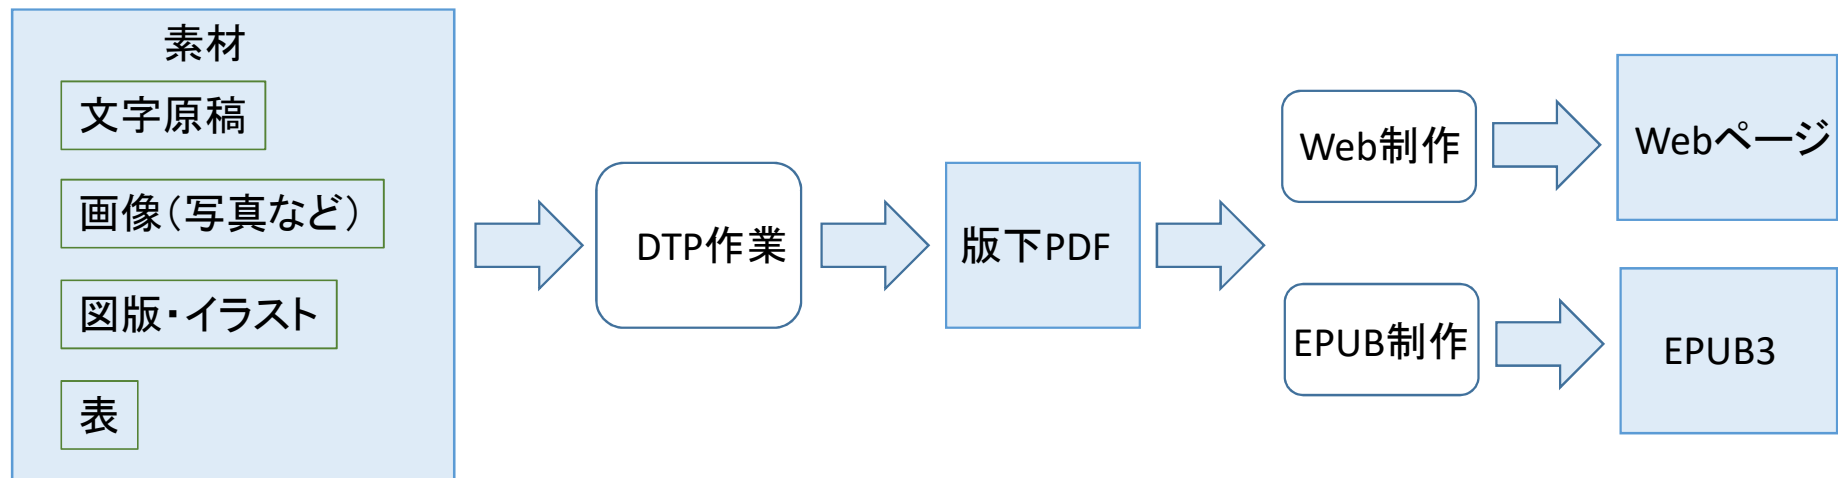 素材
文字原稿
画像(写真など)
図版・イラスト
表
DTP作業
版下PDF
Web制作
Webページ
EPUB制作
EPUB3